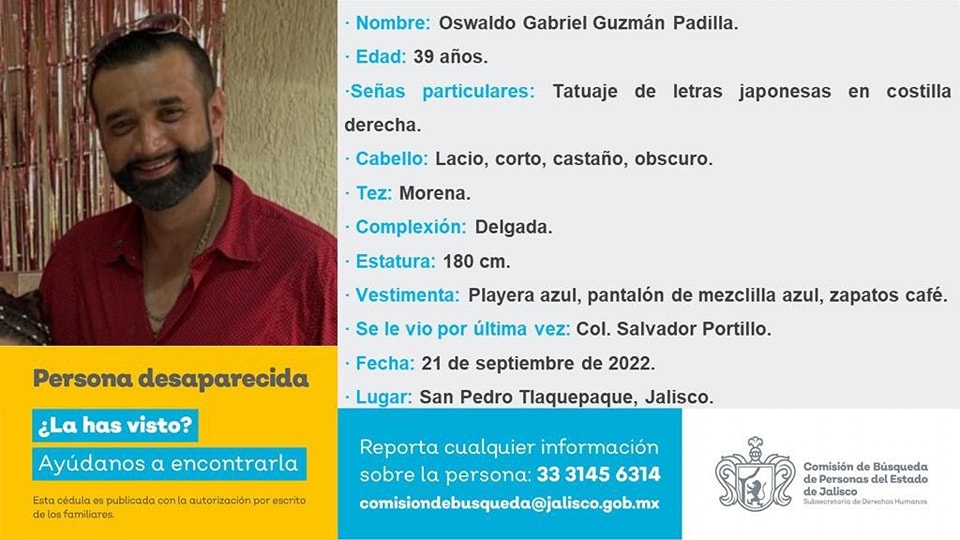 · Nombre: Oswaldo Gabriel Guzmán Padilla.
· Edad: 39 años.
·Señas particulares: Tatuaje de letras japonesas en costilla
derecha.
· Cabello: Lacio, corto, castaño, obscuro.
· Tez: Morena.
· Complexión: Delgada.
· Estatura: 180 cm.
· Vestimenta: Playera azul, pantalón de mezclilla azul, zapatos café.
· Se le vio por última vez: Col. Salvador Portillo.
· Fecha: 21 de septiembre de 2022.
· Lugar: San Pedro Tlaquepaque, Jalisco.
Persona desaparecida
¿La has visto?
Ayúdanos a encontrarla
Esta cédula es publicada con la autorización por escrito
de los familiares.
Reporta cualquier información
sobre la persona: 33 3145 6314
comisiondebusqueda@jalisco.gob.mx
Comisión de Búsqueda
de Personas del Estado
de Jalisco
Subsecretaría de Derechos Humanos